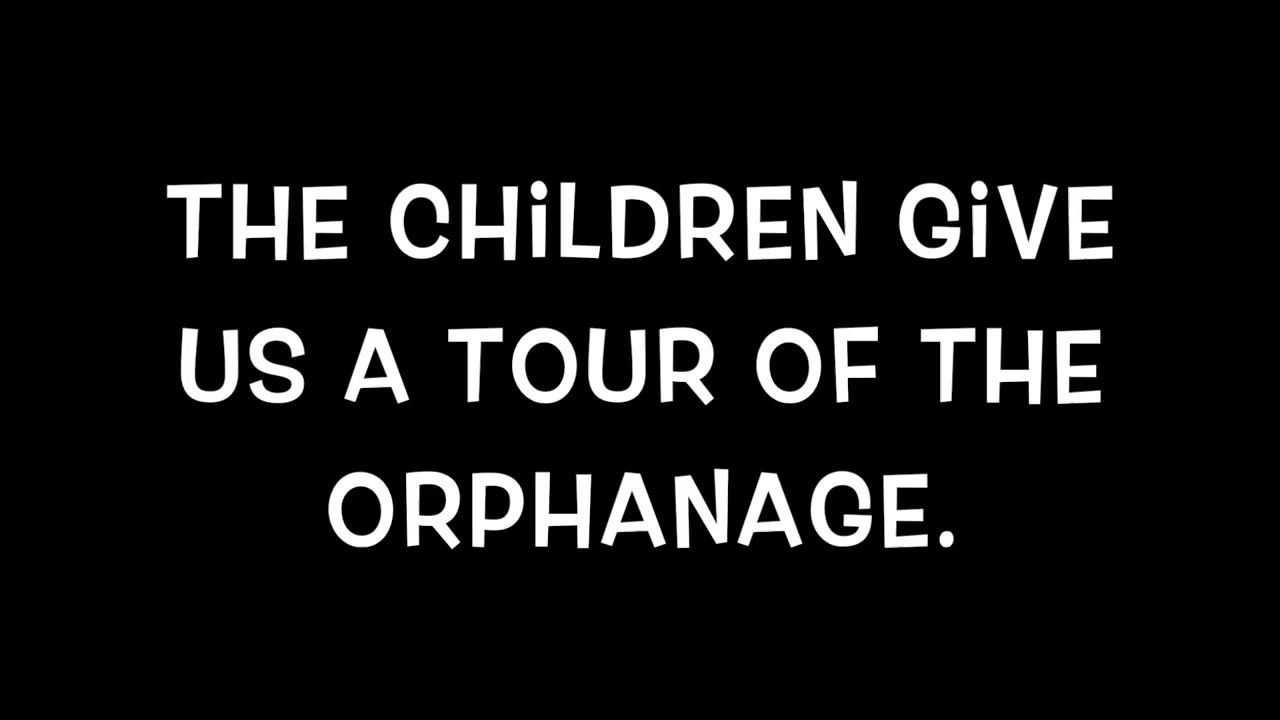 THE CHiLDREN GiVE
US A TOUR OF THE
ORPHANAGE.